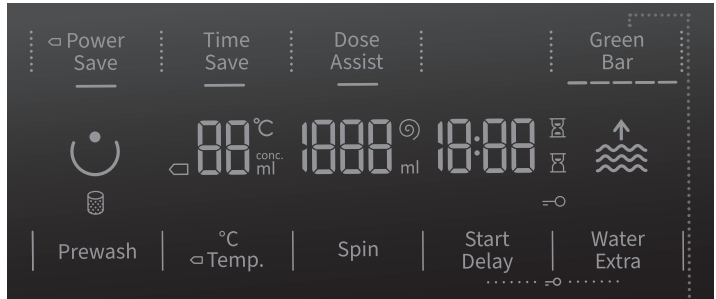 Power
Save
Time
Save
Dose
Assist
Green
Bar
88
°C
conc.
ml
1888
ml
18:88
Prewash
°C
Temp.
Spin
Start
Delay
Water
Extra